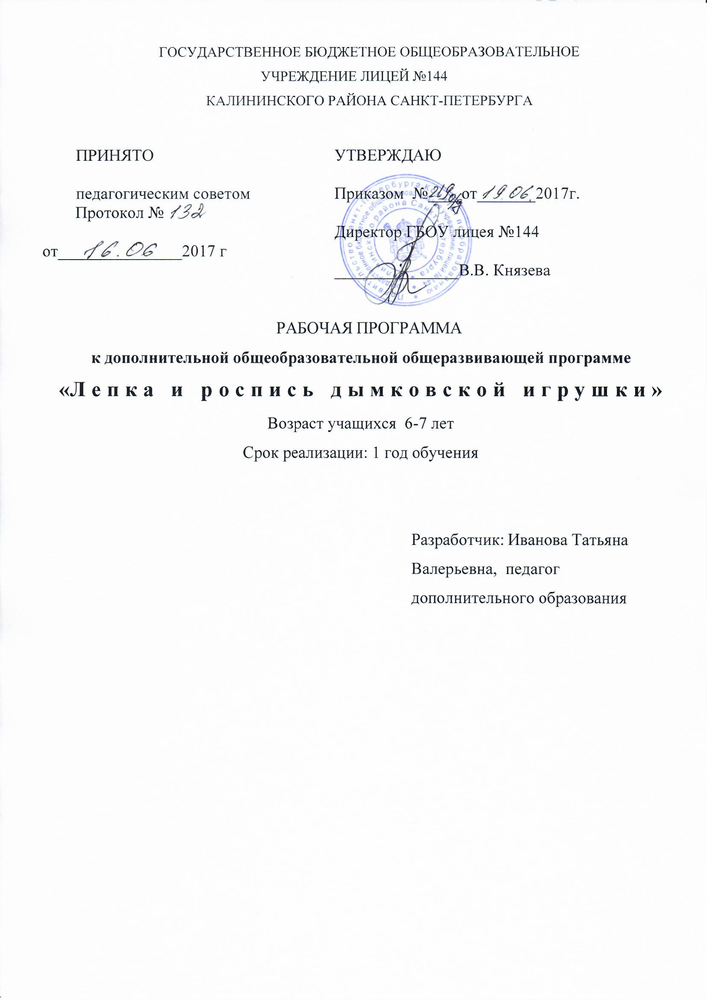 ГОСУДАРСТВЕННОЕ БЮДЖЕТНОЕ ОБЩЕОБРАЗОВАТЕЛЬНОЕ
УЧРЕЖДЕНИЕ ЛИЦЕЙ №144
КАЛИНИНСКОГО РАЙОНА САНКТ-ПЕТЕРБУРГА
ПРИНЯТО
педагогическим советом
Протокол № 132
от 16.06 2017 г
УТВЕРЖДАЮ
Приказом № от 19.06. 2017г.
Директор ГБОУ лицея №144
В.В. Князева
РАБОЧАЯ ПРОГРАММА
к дополнительной общеобразовательной общеразвивающей программе
«Лепка и роспись дымковской игрушки»
Возраст учащихся 6-7 лет
Срок реализации: 1 год обучения
Разработчик: Иванова Татьяна
Валерьевна, педагог
дополнительного образования